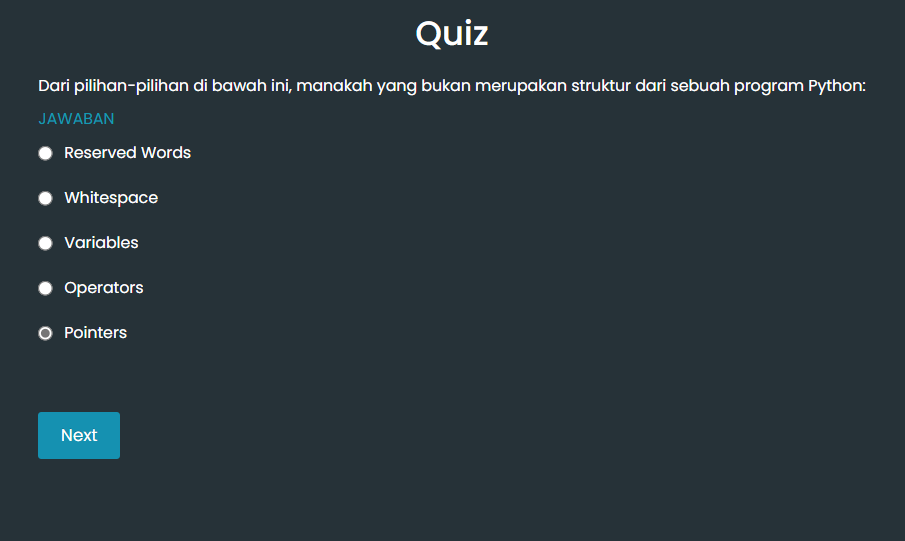 Quiz
Dari pilihan-pilihan di bawah ini, manakah yang bukan merupakan struktur dari sebuah program Python:
JAWABAN
Reserved Words
Whitespace
Variables
Operators
Pointers
Next